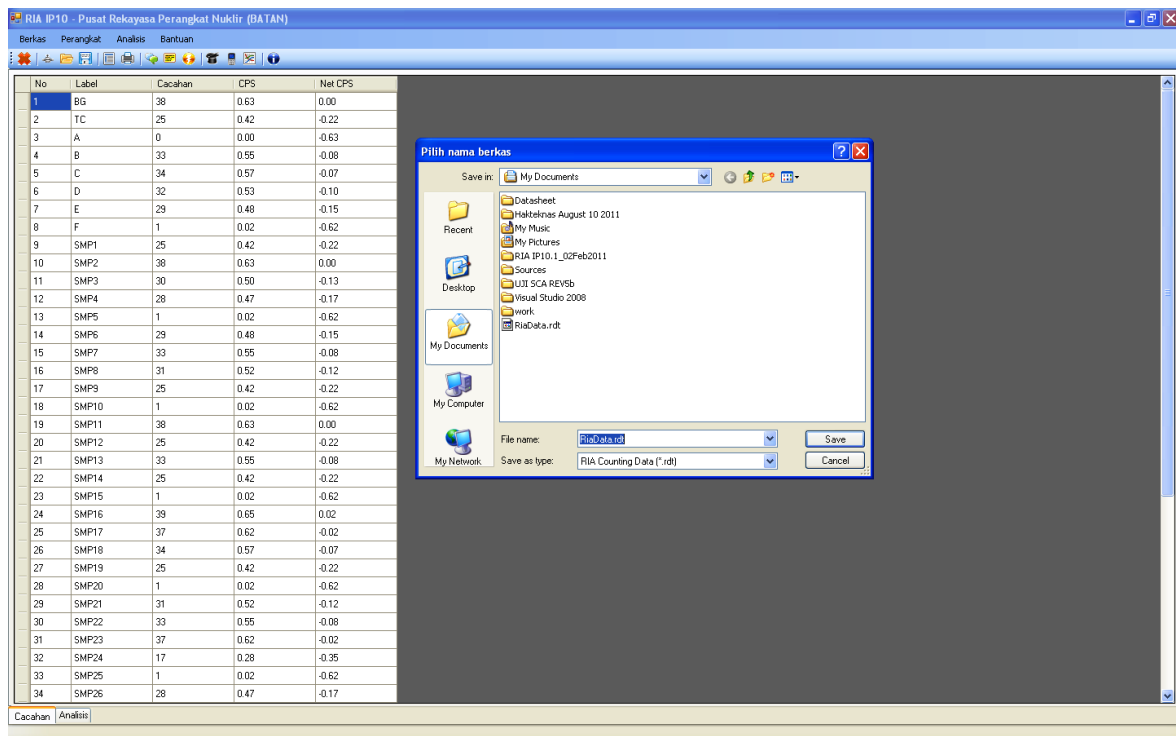 RIA IP10 - Pusat Rekayasa Perangkat Nuklir (BATAN)
Berkas Perangkat Analisis Bantuan
No Label Cacahan CPS Net CPS
1 BG 38 0.63 0.00
2 TC 25 0.42 -0.22
3 A 0 0.00 -0.63
4 B 33 0.55 -0.08
5 C 34 0.57 -0.07
6 D 32 0.53 -0.10
7 E 29 0.48 -0.15
8 F 1 0.02 -0.62
9 SMP1 25 0.42 -0.22
10 SMP2 38 0.63 0.00
11 SMP3 30 0.50 -0.13
12 SMP4 28 0.47 -0.17
13 SMP5 1 0.02 -0.62
14 SMP6 29 0.48 -0.15
15 SMP7 33 0.55 -0.08
16 SMP8 31 0.52 -0.12
17 SMP9 25 0.42 -0.22
18 SMP10 1 0.02 -0.62
19 SMP11 38 0.63 0.00
20 SMP12 25 0.42 -0.22
21 SMP13 33 0.55 -0.08
22 SMP14 25 0.42 -0.22
23 SMP15 1 0.02 -0.62
24 SMP16 39 0.65 0.02
25 SMP17 37 0.62 -0.02
26 SMP18 34 0.57 -0.07
27 SMP19 25 0.42 -0.22
28 SMP20 1 0.02 -0.62
29 SMP21 31 0.52 -0.12
30 SMP22 33 0.55 -0.08
31 SMP23 37 0.62 -0.02
32 SMP24 17 0.28 -0.35
33 SMP25 1 0.02 -0.62
34 SMP26 28 0.47 -0.17
Cacahan Analisis
Pilih nama berkas
Save in: My Documents
Recent
Desktop
My Documents
My Computer
My Network
Datasheet
Hakteknas August 10 2011
My Music
My Pictures
RIA IP10.1_02Feb2011
Sources
UJI SCA REV5b
Visual Studio 2008
work
RiaData.rdt
File name: RiaData.rdt Save
Save as type: RIA Counting Data (*.rdt) Cancel